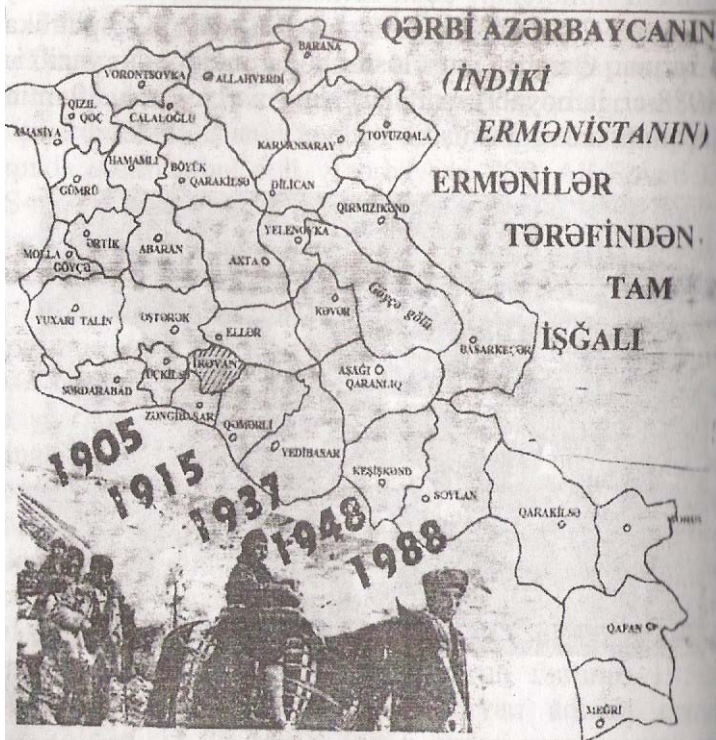 QƏRBİ AZƏRBAYCANIN
(İNDİKİ
ERMƏNİSTANIN)
ERMƏNİLƏR
TƏRƏFİNDƏN
TAM
İŞĞALI
BARANA
VORONTSOVKA
ALLAHVERDİ
QIZIL
QOÇ
CALALOĞLU
TOVUZQALA
AMASİYA
HAMAMLI
BÖYÜK
QARAKİLSƏ
KARVANSARAY
GÜMRÜ
DİLİCAN
QIRMIZIKƏND
ƏRTİK
MOLLA
GÖYÇƏ
ABARAN
AXTA
YELENOVKA
Göyçə gölü
YUXARI TALİN
ƏŞTƏRƏK
ELLƏR
KƏVƏR
BASARKEÇƏR
İRƏVAN
ÜÇKİLSƏ
AŞAĞI
QARANLIQ
SƏRDARABAD
ZƏNGİBASAR
QƏMƏRLİ
VEDİBASAR
KEŞİŞKƏND
SOYLAN
QARAKİLSƏ
QAFAN
MEĞRİ
1905
1915
1937
1948
1988